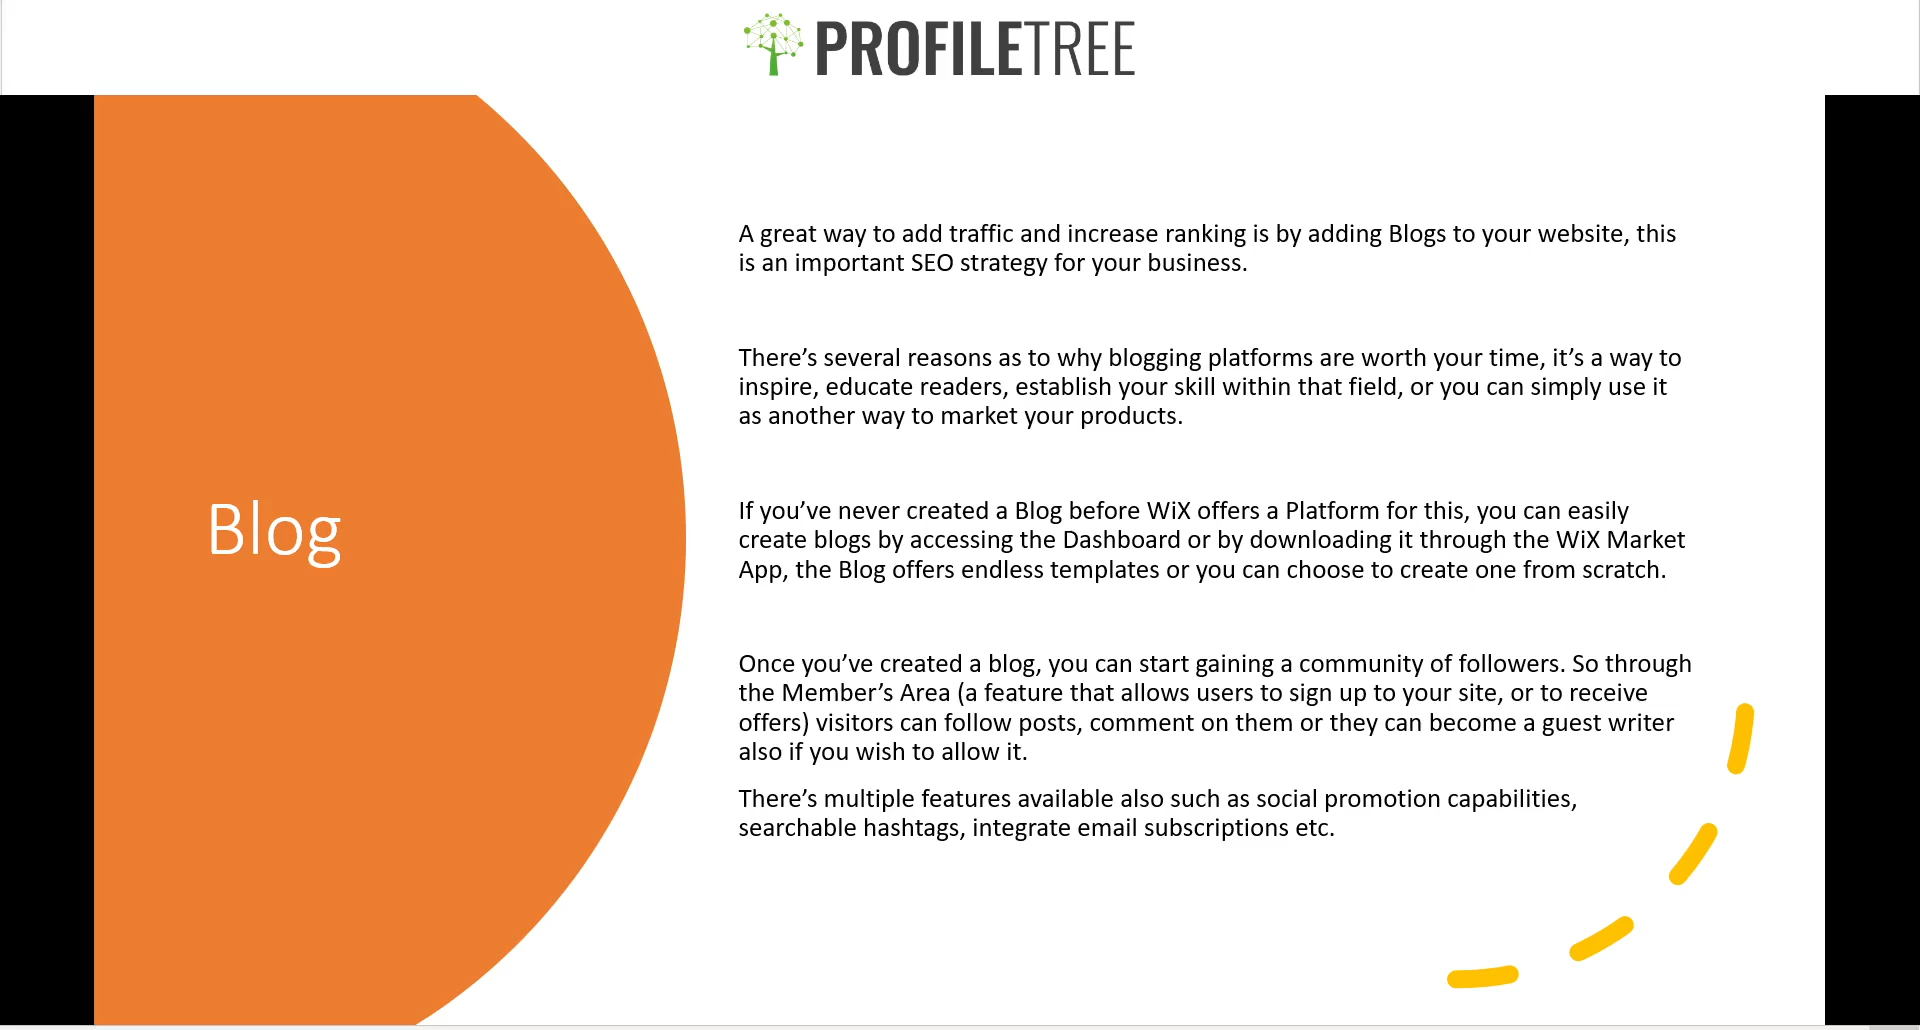 PROFILETREE
Blog
A great way to add traffic and increase ranking is by adding Blogs to your website, this
is an important SEO strategy for your business.
There’s several reasons as to why blogging platforms are worth your time, it’s a way to
inspire, educate readers, establish your skill within that field, or you can simply use it
as another way to market your products.
If you’ve never created a Blog before WiX offers a Platform for this, you can easily
create blogs by accessing the Dashboard or by downloading it through the WiX Market
App, the Blog offers endless templates or you can choose to create one from scratch.
Once you’ve created a blog, you can start gaining a community of followers. So through
the Member’s Area (a feature that allows users to sign up to your site, or to receive
offers) visitors can follow posts, comment on them or they can become a guest writer
also if you wish to allow it.
There’s multiple features available also such as social promotion capabilities,
searchable hashtags, integrate email subscriptions etc.